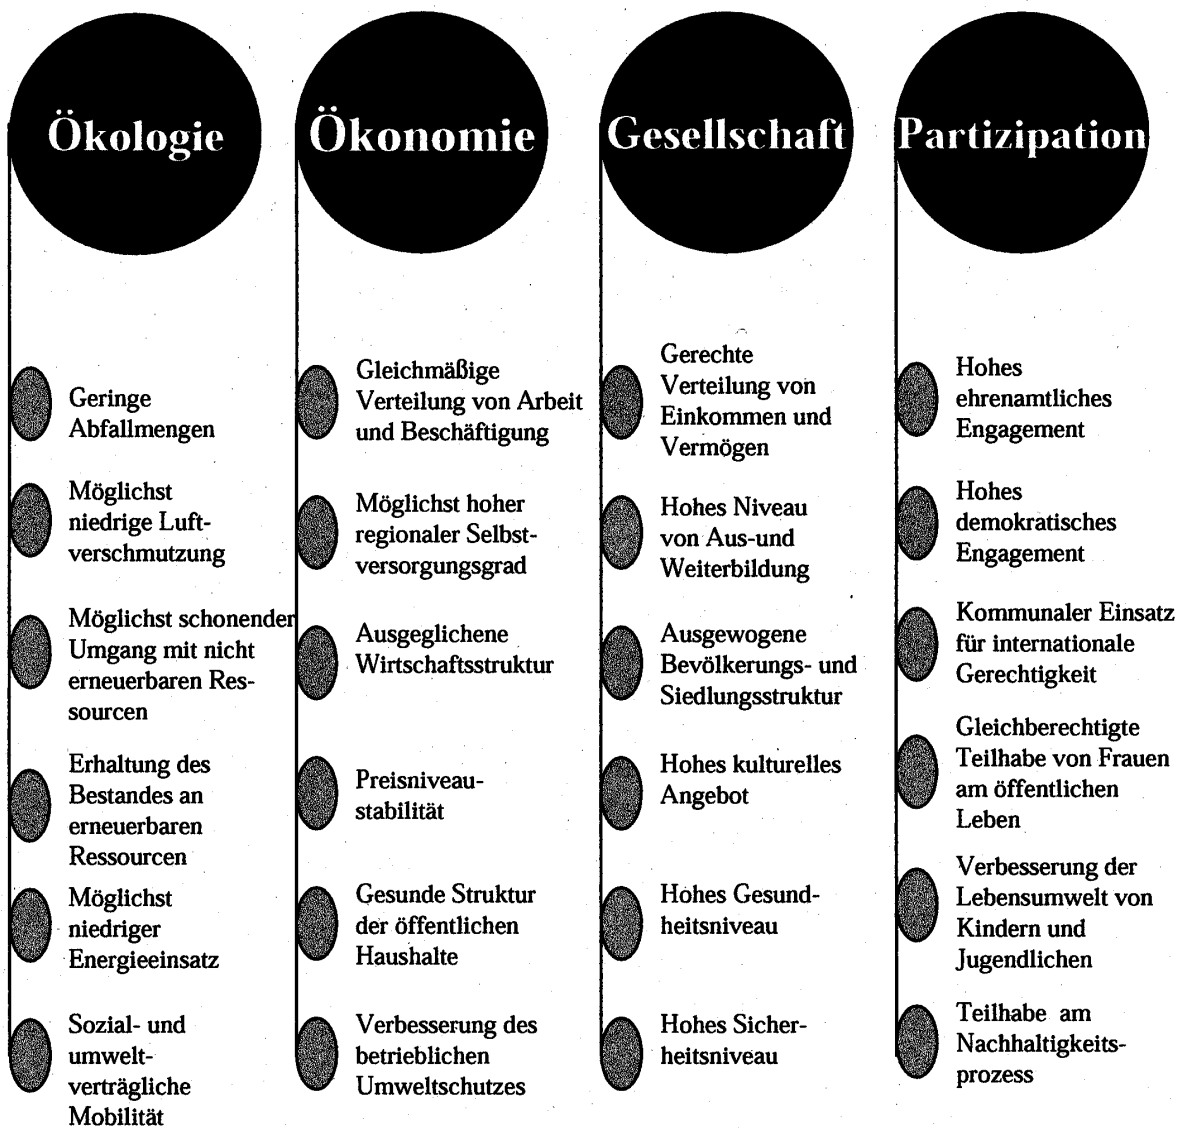 Ökologie
Geringe
Abfallmengen
Möglichst
niedrige Luft-
verschmutzung
Möglichst schonender
Umgang mit nicht
erneuerbaren Res-
sourcen
Erhaltung des
Bestandes an
erneuerbaren
Ressourcen
Möglichst
niedriger
Energieeinsatz
Sozial- und
umwelt-
verträgliche
Mobilität
Ökonomie
Gleichmäßige
Verteilung von Arbeit
und Beschäftigung
Möglichst hoher
regionaler Selbst-
versorgungsgrad
Ausgeglichene
Wirtschaftsstruktur
Preisniveau-
stabilität
Gesunde Struktur
der öffentlichen
Haushalte
Verbesserung des
betrieblichen
Umweltschutzes
Gesellschaft
Gerechte
Verteilung von
Einkommen und
Vermögen
Hohes Niveau
von Aus-und
Weiterbildung
Ausgewogene
Bevölkerungs- und
Siedlungsstruktur
Hohes kulturelles
Angebot
Hohes Gesund-
heitsniveau
Hohes Sicher-
heitsniveau
Partizipation
Hohes
ehrenamtliches
Engagement
Hohes
demokratisches
Engagement
Kommunaler Einsatz
für internationale
Gerechtigkeit
Gleichberechtigte
Teilhabe von Frauen
am öffentlichen
Leben
Verbesserung der
Lebensumwelt von
Kindern und
Jugendlichen
Teilhabe am
Nachhaltigkeits-
prozess